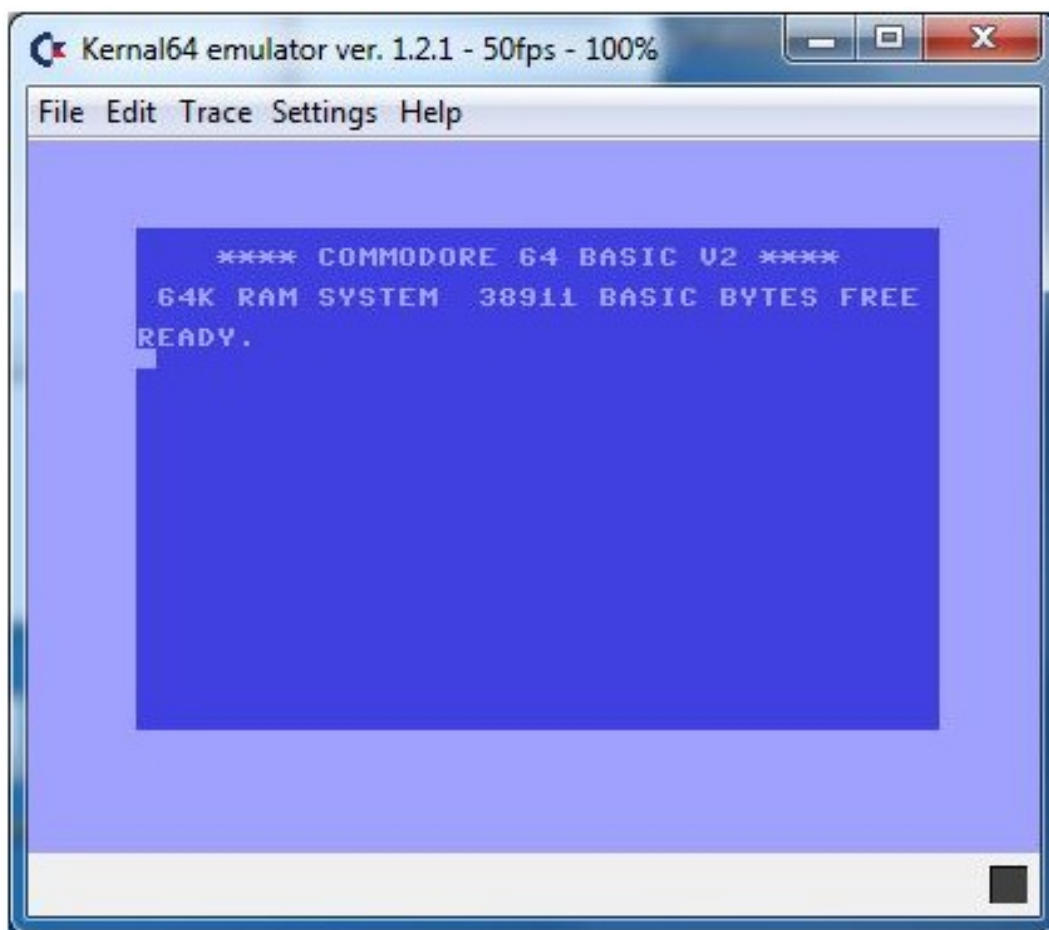 Kernal64 emulator ver. 1.2.1 - 50fps - 100%
File Edit Trace Settings Help
**** COMMODORE 64 BASIC V2 ****
64K RAM SYSTEM  38911 BASIC BYTES FREE
READY.